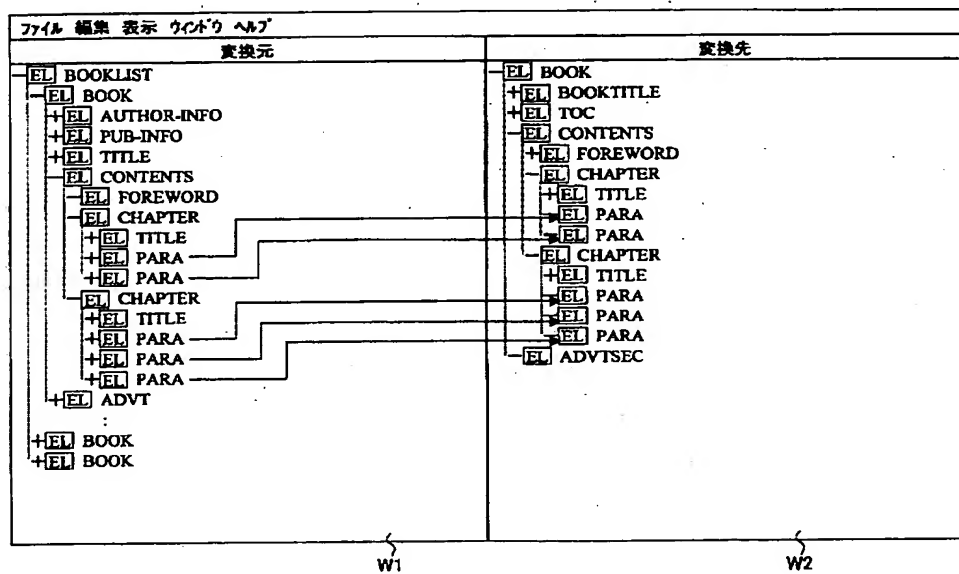 ファイル 編集 表示 ウィンドウ ヘルプ
変換元
EL BOOKLIST
EL BOOK
EL AUTHOR-INFO
EL PUB-INFO
EL TITLE
EL CONTENTS
EL FOREWORD
EL CHAPTER
EL TITLE
EL PARA
EL PARA
EL CHAPTER
EL TITLE
EL PARA
EL PARA
EL PARA
EL ADVT
:
EL BOOK
EL BOOK
W1
変換先
EL BOOK
EL BOOKTITLE
EL TOC
EL CONTENTS
EL FOREWORD
EL CHAPTER
EL TITLE
EL PARA
EL PARA
EL CHAPTER
EL TITLE
EL PARA
EL PARA
EL PARA
EL ADVTSEC
W2